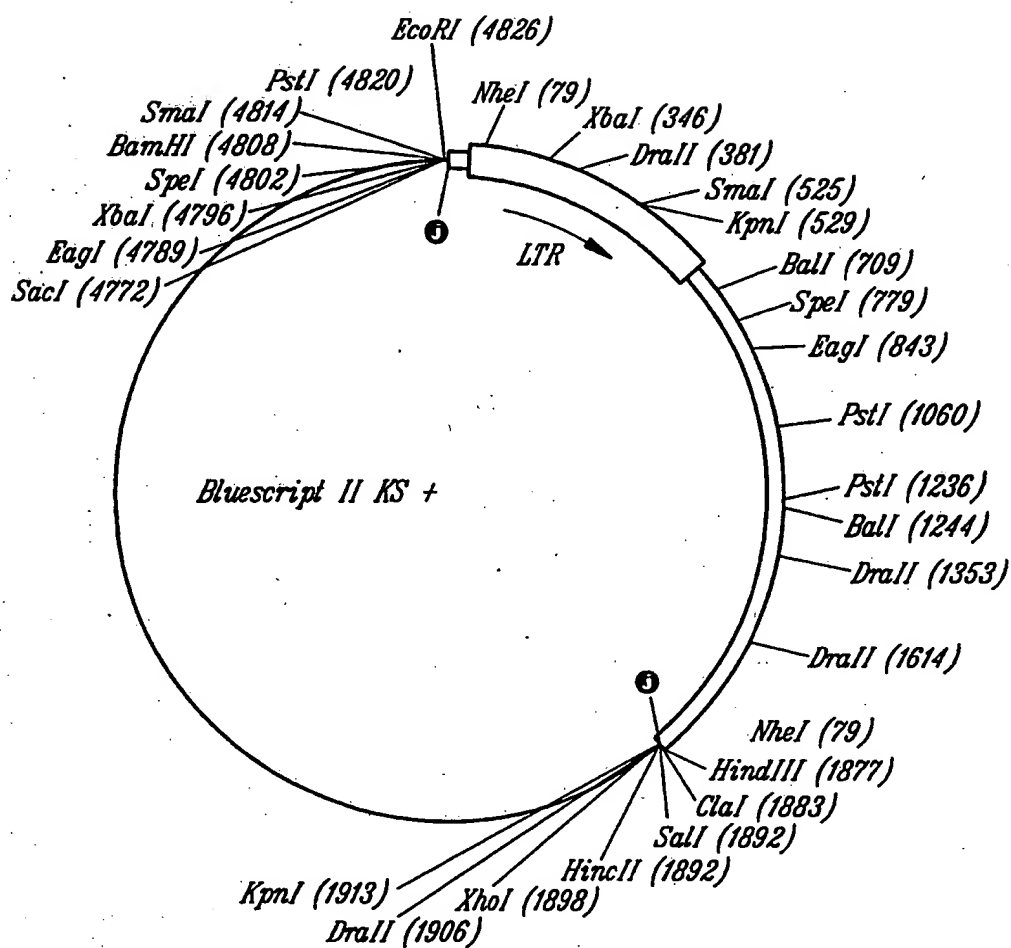 EcoRI (4826)
PstI (4820)
SmaI (4814)
BamHI (4808)
SpeI (4802)
XbaI (4796)
EagI (4789)
SacI (4772)
NheI (79)
XbaI (346)
DraII (381)
SmaI (525)
KpnI (529)
BalI (709)
SpeI (779)
EagI (843)
PstI (1060)
PstI (1236)
BalI (1244)
DraII (1353)
DraII (1614)
j
LTR
Bluescript II KS +
j
NheI (79)
HindIII (1877)
ClaI (1883)
SalI (1892)
HincII (1892)
XhoI (1898)
DraII (1906)
KpnI (1913)